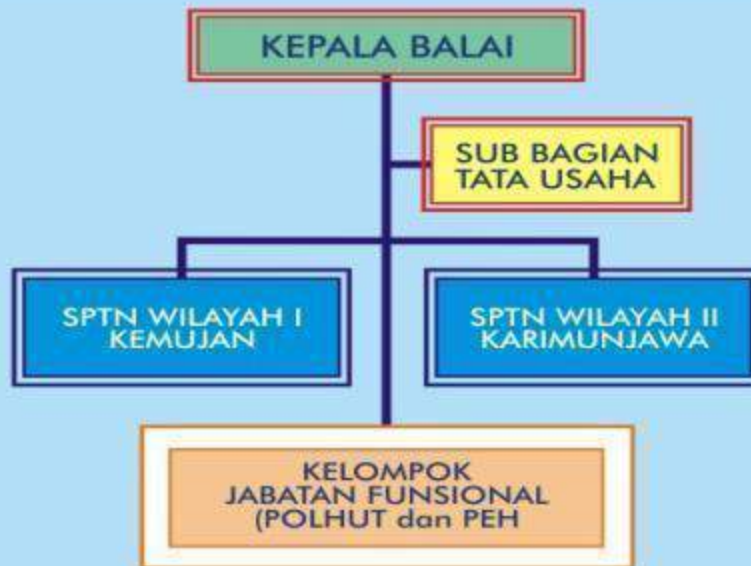 KEPALA BALAI
SUB BAGIAN
TATA USAHA
SPTN WILAYAH I
KEMUJAN
SPTN WILAYAH II
KARIMUNJAWA
KELOMPOK
JABATAN FUNSIONAL
(POLHUT dan PEH